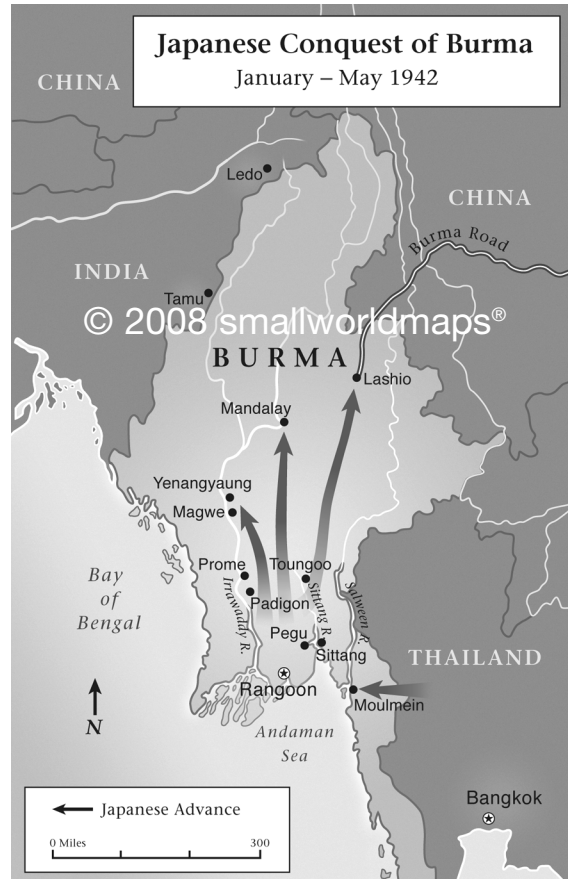 Japanese Conquest of Burma
January – May 1942
CHINA
Ledo
CHINA
Burma Road
INDIA
Tamu
© 2008 smallworldmaps®
BURMA
Lashio
Mandalay
Yenangyaung
Magwe
Prome
Toungoo
Irrawaddy R.
Padigon
Sittang R.
Salween R.
Bay
of
Bengal
Pegu
Sittang
THAILAND
Rangoon
Moulmein
N
Andaman
Sea
Bangkok
Japanese Advance
0 Miles 300